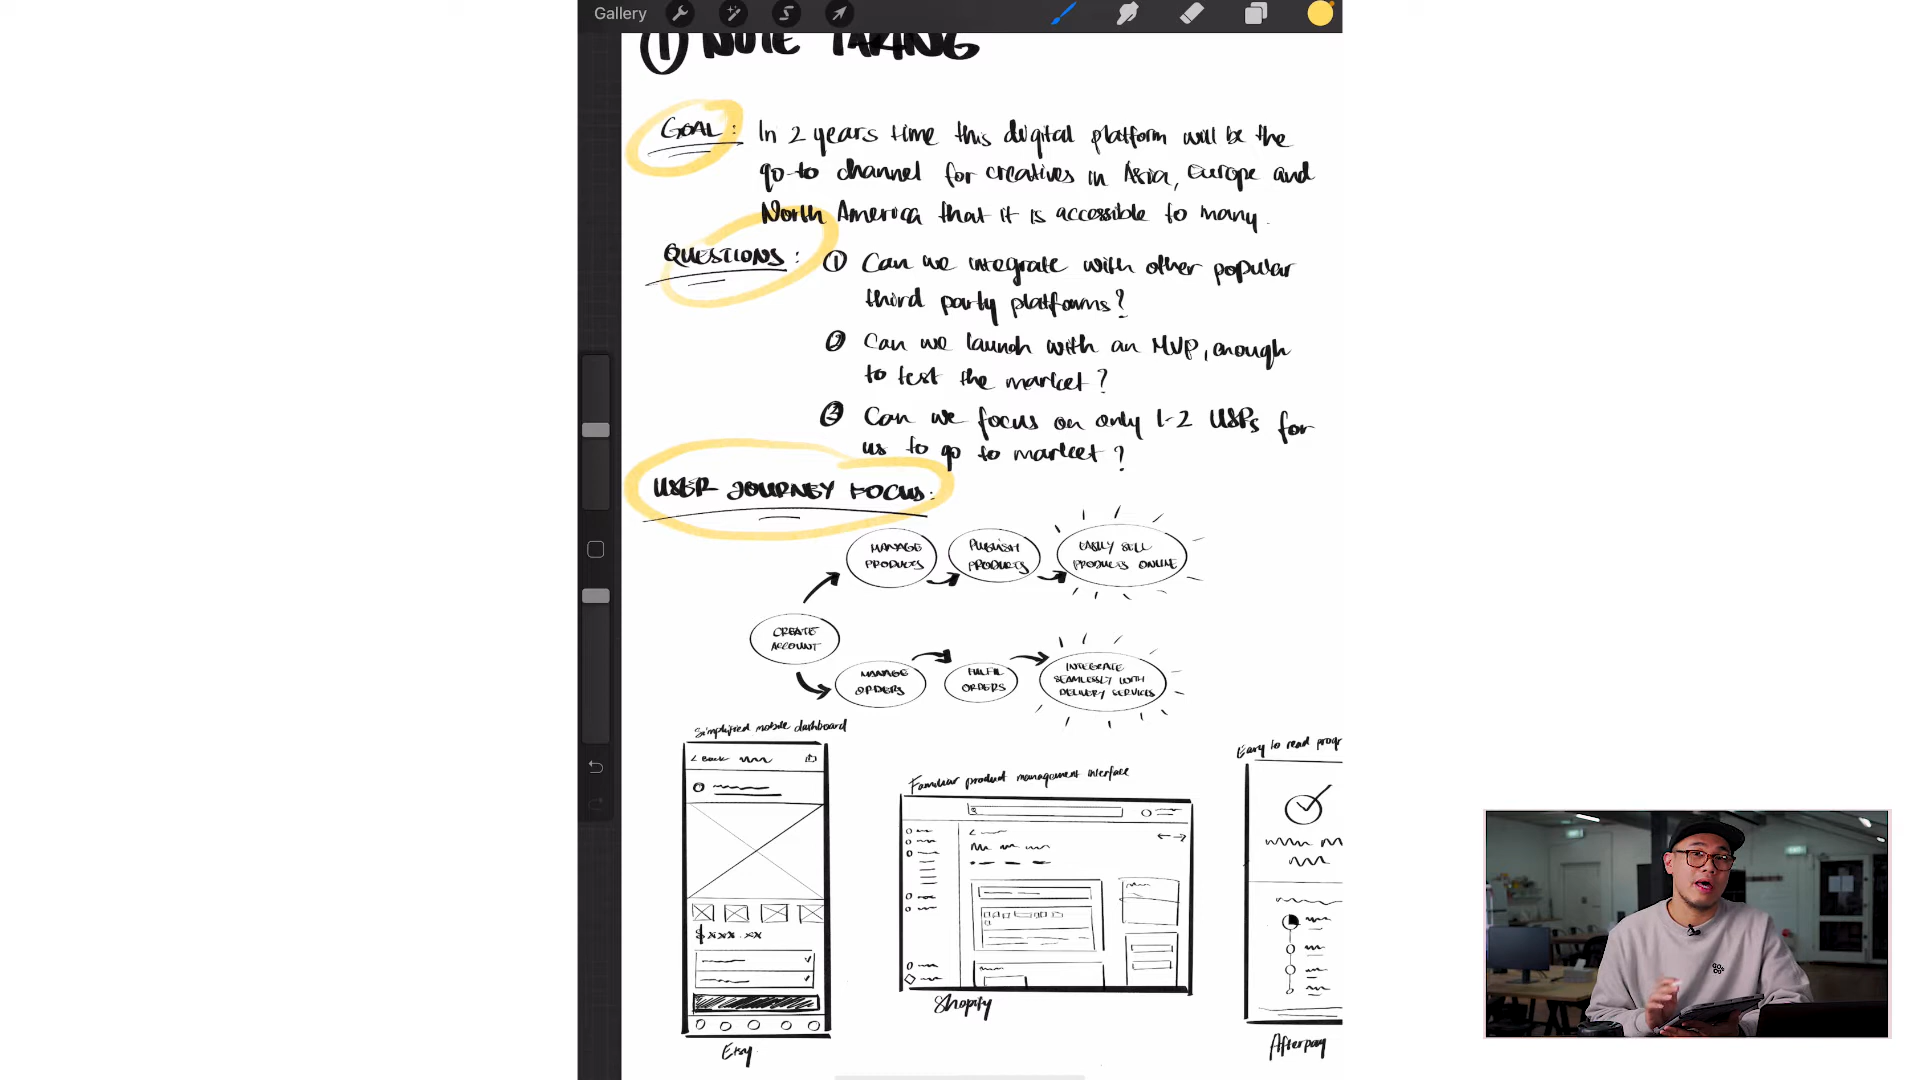 Gallery
① NOTE TAKING
GOAL: In 2 years time this digital platform will be the
go-to channel for creatives in Asia, Europe and
North America that it is accessible to many.
QUESTIONS: ① Can we integrate with other popular
third party platforms?
② Can we launch with an MVP, enough
to test the market?
③ Can we focus on only 1-2 USPs for
us to go to market?
USER JOURNEY FOCUS:
MANAGE
PRODUCTS
PUBLISH
PRODUCTS
EASILY SELL
PRODUCTS ONLINE
CREATE
ACCOUNT
MANAGE
ORDERS
FULFIL
ORDERS
INTEGRATE
SEAMLESSLY WITH
DELIVERY SERVICES
Simplified mobile dashboard
< Back
$xxx.xx
Etsy.
Familiar product management interface
Shopify
Easy to read progr
Afterpay